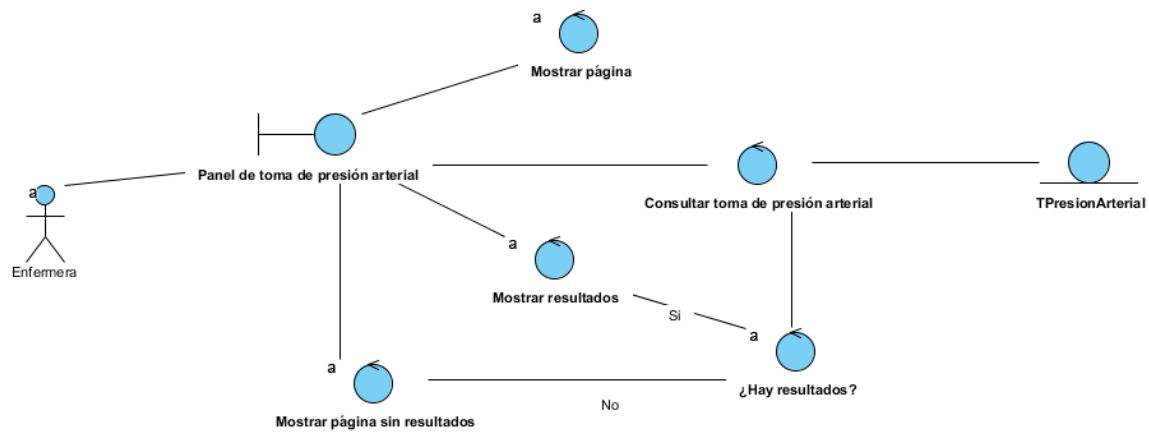 a
Mostrar página
Panel de toma de presión arterial
a
Enfermera
Consultar toma de presión arterial
TPresionArterial
a
Mostrar resultados
Si
a
¿Hay resultados?
a
No
Mostrar página sin resultados